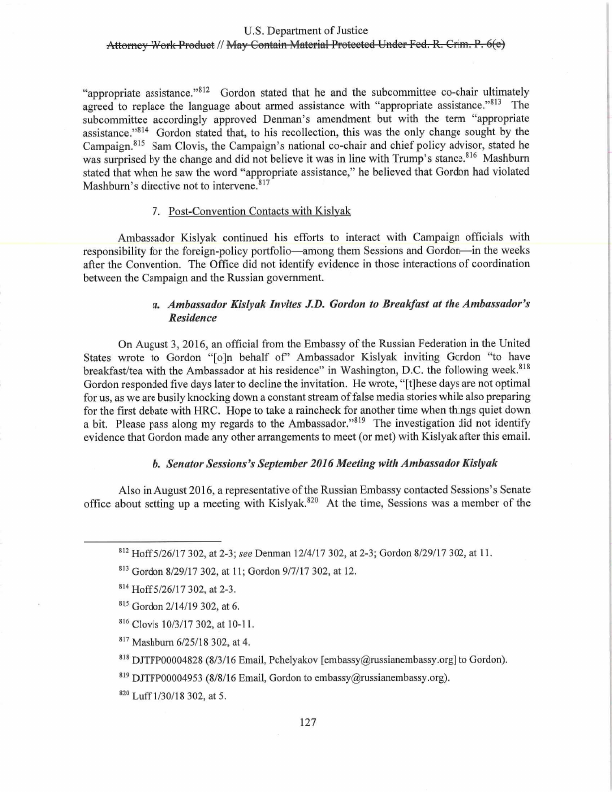 U.S. Department of Justice
Attorney Work Product // May Contain Material Protected Under Fed. R. Crim. P. 6(e)
“appropriate assistance.”812 Gordon stated that he and the subcommittee co-chair ultimately
agreed to replace the language about armed assistance with “appropriate assistance.”813 The
subcommittee accordingly approved Denman’s amendment but with the term “appropriate
assistance.”814 Gordon stated that, to his recollection, this was the only change sought by the
Campaign.815 Sam Clovis, the Campaign’s national co-chair and chief policy advisor, stated he
was surprised by the change and did not believe it was in line with Trump’s stance.816 Mashburn
stated that when he saw the word “appropriate assistance,” he believed that Gordon had violated
Mashburn’s directive not to intervene.817
7. Post-Convention Contacts with Kislyak
Ambassador Kislyak continued his efforts to interact with Campaign officials with
responsibility for the foreign-policy portfolio—among them Sessions and Gordon—in the weeks
after the Convention. The Office did not identify evidence in those interactions of coordination
between the Campaign and the Russian government.
a. Ambassador Kislyak Invites J.D. Gordon to Breakfast at the Ambassador’s
Residence
On August 3, 2016, an official from the Embassy of the Russian Federation in the United
States wrote to Gordon “[o]n behalf of” Ambassador Kislyak inviting Gordon “to have
breakfast/tea with the Ambassador at his residence” in Washington, D.C. the following week.818
Gordon responded five days later to decline the invitation. He wrote, “[t]hese days are not optimal
for us, as we are busily knocking down a constant stream of false media stories while also preparing
for the first debate with HRC. Hope to take a raincheck for another time when things quiet down
a bit. Please pass along my regards to the Ambassador.”819 The investigation did not identify
evidence that Gordon made any other arrangements to meet (or met) with Kislyak after this email.
b. Senator Sessions’s September 2016 Meeting with Ambassador Kislyak
Also in August 2016, a representative of the Russian Embassy contacted Sessions’s Senate
office about setting up a meeting with Kislyak.820 At the time, Sessions was a member of the
812 Hoff 5/26/17 302, at 2-3; see Denman 12/4/17 302, at 2-3; Gordon 8/29/17 302, at 11.
813 Gordon 8/29/17 302, at 11; Gordon 9/7/17 302, at 12.
814 Hoff 5/26/17 302, at 2-3.
815 Gordon 2/14/19 302, at 6.
816 Clovis 10/3/17 302, at 10-11.
817 Mashburn 6/25/18 302, at 4.
818 DJTFP00004828 (8/3/16 Email, Pchelyakov [embassy@russianembassy.org] to Gordon).
819 DJTFP00004953 (8/8/16 Email, Gordon to embassy@russianembassy.org).
820 Luff 1/30/18 302, at 5.
127